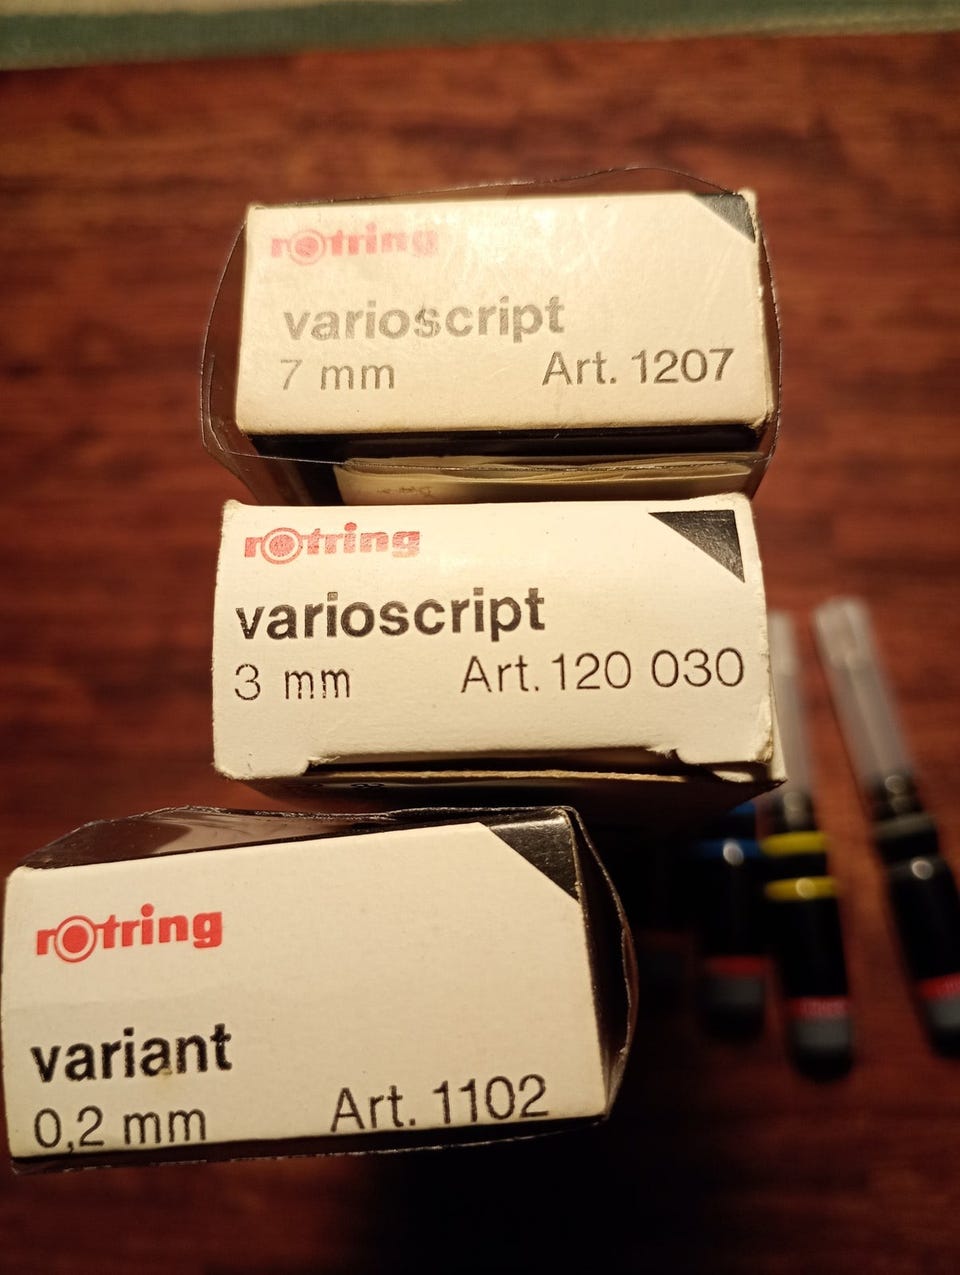 rotring
varioscript
7 mm Art. 1207
rotring
varioscript
3 mm Art. 120 030
rotring
variant
0,2 mm Art. 1102